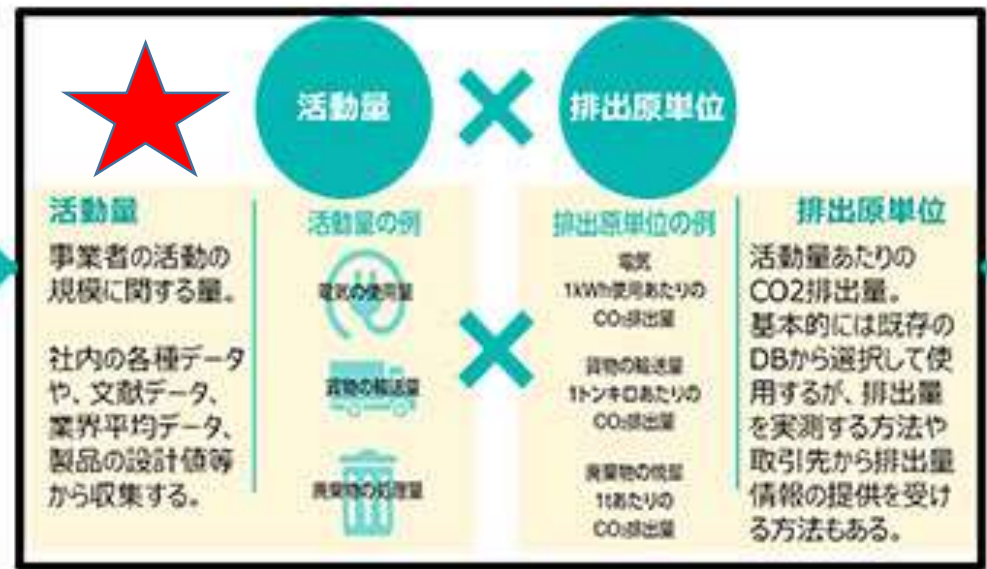 活動量
×
排出原単位
活動量
事業者の活動の
規模に関する量。
社内の各種データ
や、文献データ、
業界平均データ、
製品の設計値等
から収集する。
活動量の例
電気の使用量
貨物の輸送量
廃棄物の処理量
×
排出原単位の例
電気
1kWh使用あたりの
CO₂排出量
貨物の輸送量
1トンキロあたりの
CO₂排出量
廃棄物の焼量
1tあたりの
CO₂排出量
排出原単位
活動量あたりの
CO2排出量。
基本的には既存の
DBから選択して使
用するが、排出量
を実測する方法や
取引先から排出量
情報の提供を受け
る方法もある。